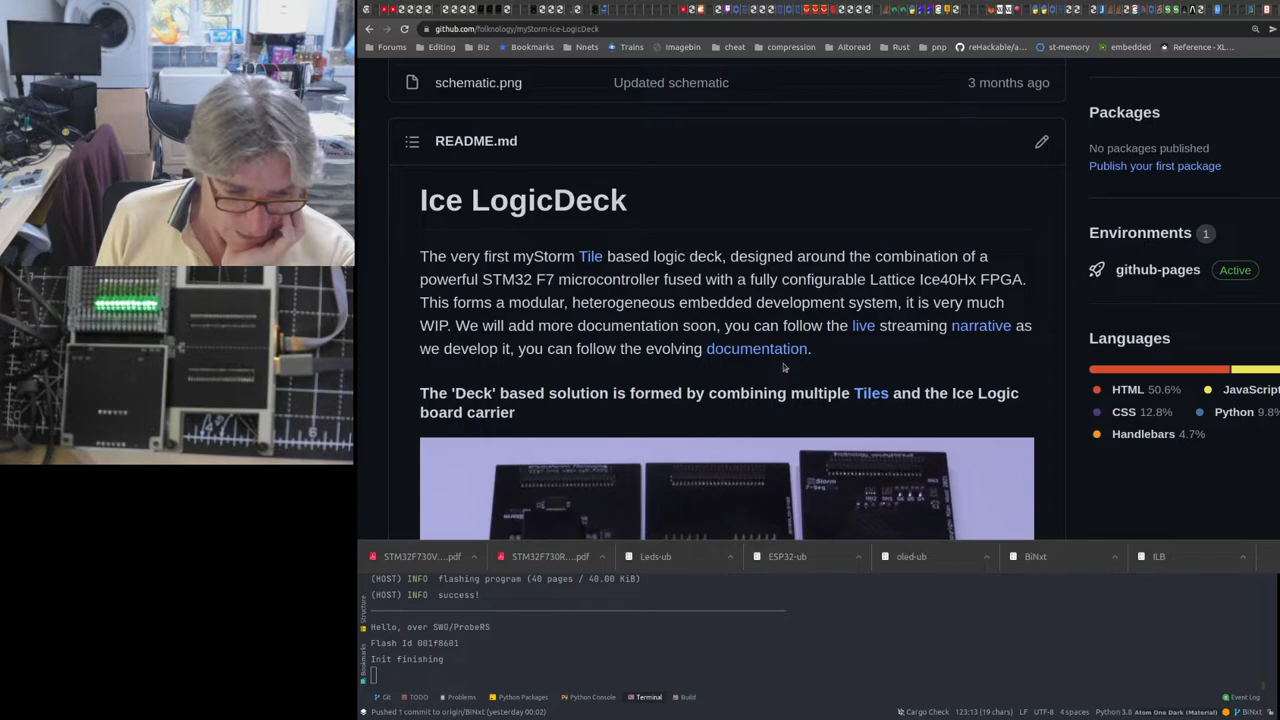 github.com/folknology/myStorm-Ice-LogicDeck
Forums
Editing
Biz
Bookmarks
Nnets
Trains
Imagebin
cheat
compression
Aitoread
Rust
pnp
st-memory
embedded
Reference - XL...
schematic.png
Updated schematic
3 months ago
README.md
Ice LogicDeck
The very first myStorm Tile based logic deck, designed around the combination of a
powerful STM32 F7 microcontroller fused with a fully configurable Lattice Ice40Hx FPGA.
This forms a modular, heterogeneous embedded development system, it is very much
WIP. We will add more documentation soon, you can follow the live streaming narrative as
we develop it, you can follow the evolving documentation.
The 'Deck' based solution is formed by combining multiple Tiles and the Ice Logic
board carrier
Packages
No packages published
Publish your first package
Environments 1
github-pages Active
Languages
HTML 50.6%
JavaScript
CSS 12.8%
Python 9.8%
Handlebars 4.7%
STM32F730V....pdf
STM32F730R....pdf
Leds-ub
ESP32-ub
oled-ub
BiNxt
ILB
(HOST) INFO flashing program (40 pages / 40.00 KiB)
(HOST) INFO success!
Hello, over SWO/ProbeRS
Flash Id 001f8601
Init finishing
Structure
Bookmarks
Git
TODO
Problems
Python Packages
Python Console
Terminal
Build
Event Log
Pushed 1 commit to origin/BiNxt (yesterday 00:02)
Cargo Check
123:13 (19 chars)
LF
UTF-8
4 spaces
Python 3.8
Atom One Dark (Material)
BiNxt